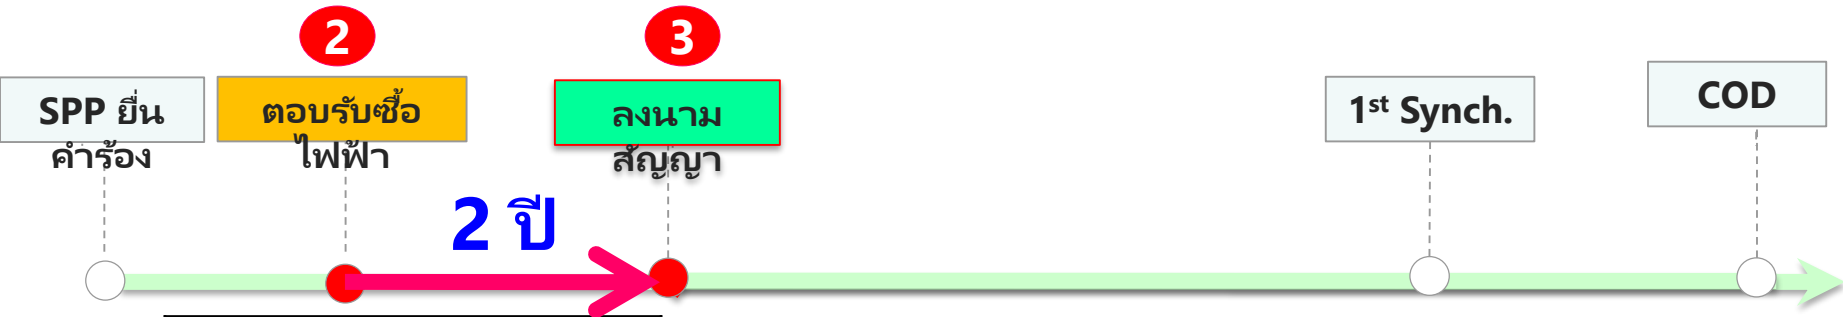 2
3
SPP ยื่น
คำร้อง
ตอบรับซื้อ
ไฟฟ้า
ลงนาม
สัญญา
1st Synch.
COD
2 ปี